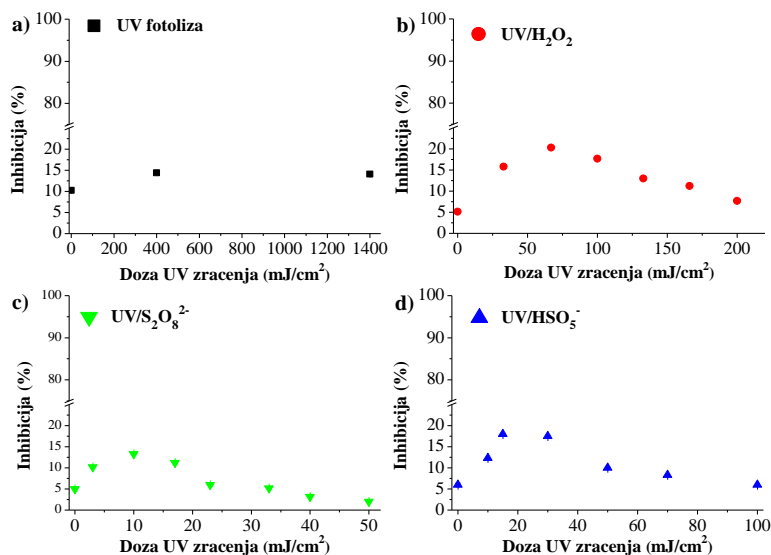 a) UV fotoliza
Inhibicija (%)
100
90
80
20
15
10
5
0
0 200 400 600 800 1000 1200 1400
Doza UV zracenja (mJ/cm²)
b) UV/H₂O₂
Inhibicija (%)
100
90
80
20
15
10
5
0
0 50 100 150 200
Doza UV zracenja (mJ/cm²)
c) UV/S₂O₈²⁻
Inhibicija (%)
100
90
80
20
15
10
5
0
0 10 20 30 40 50
Doza UV zracenja (mJ/cm²)
d) UV/HSO₅⁻
Inhibicija (%)
100
90
80
20
15
10
5
0
0 20 40 60 80 100
Doza UV zracenja (mJ/cm²)